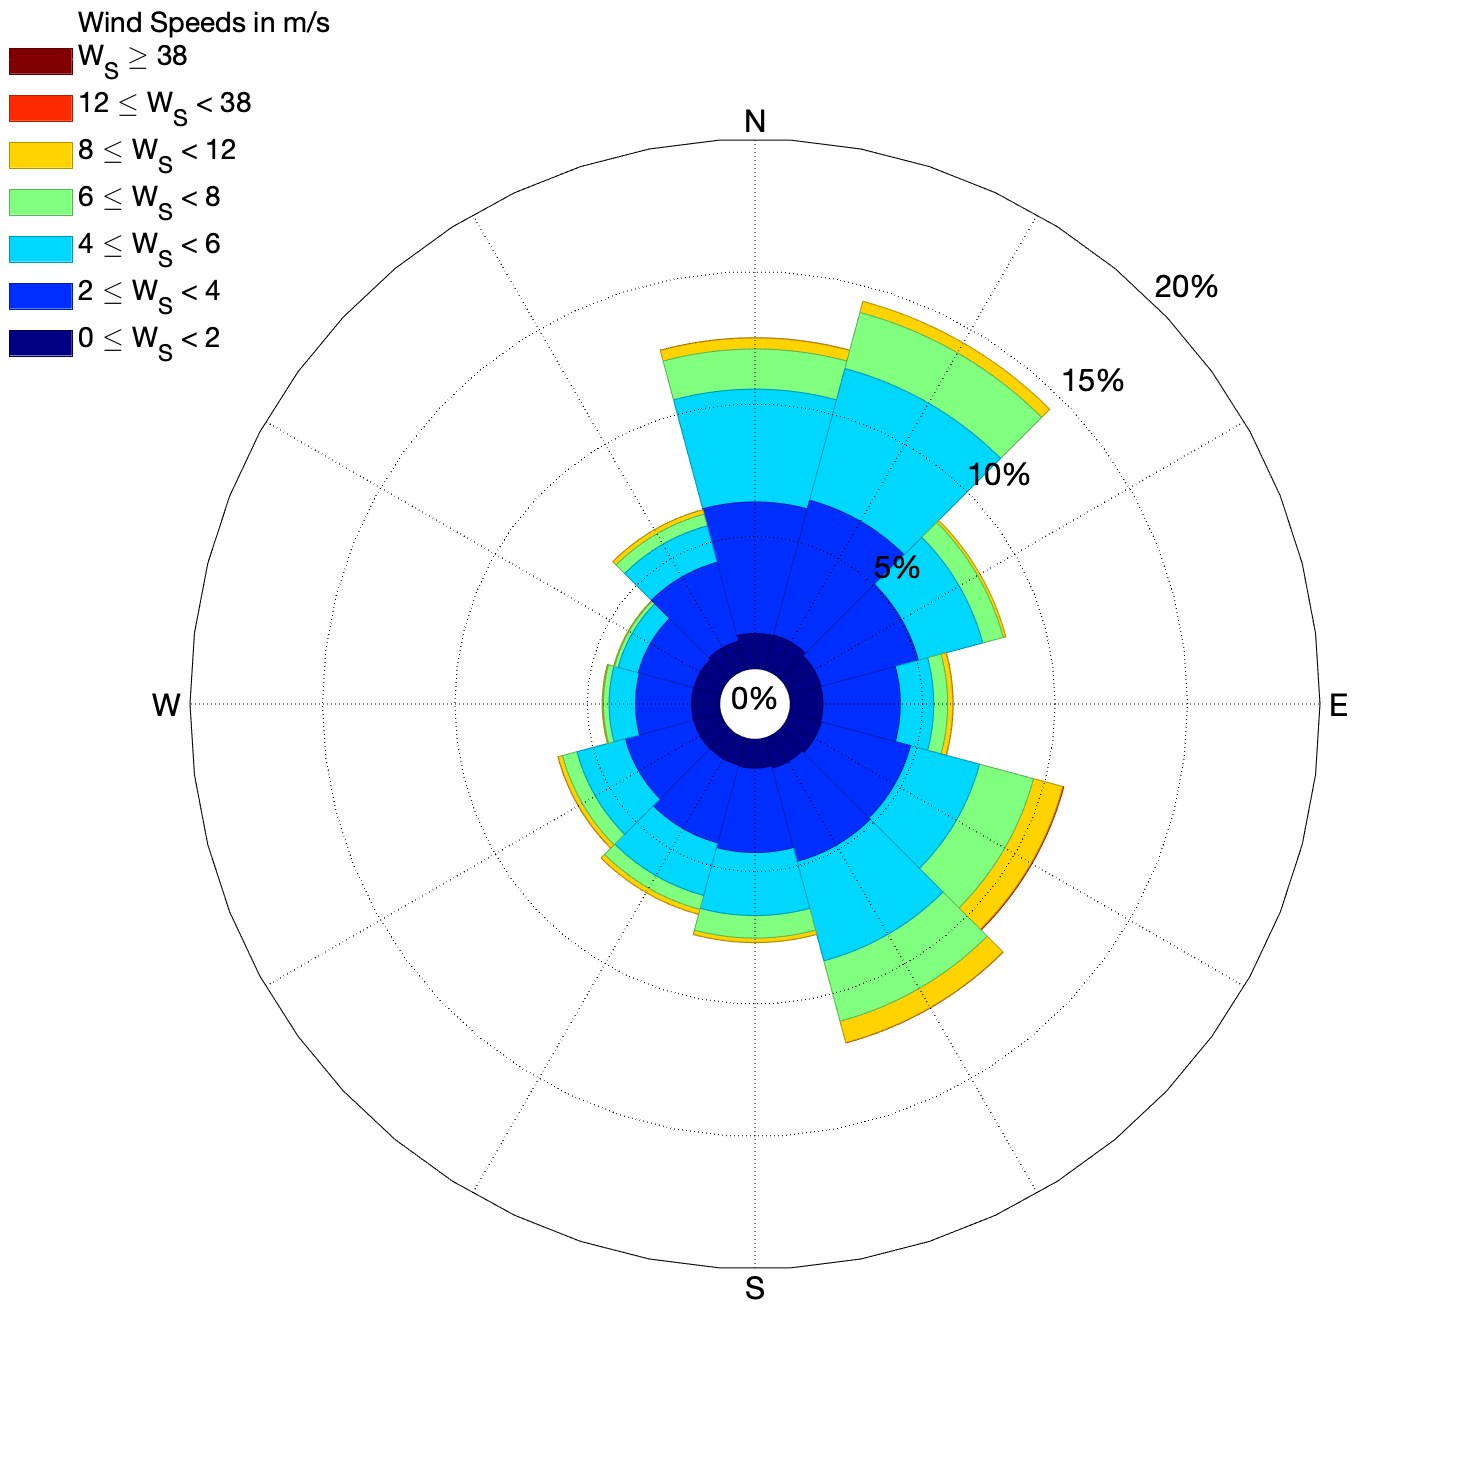 Wind Speeds in m/s
W_S ≥ 38
12 ≤ W_S < 38
8 ≤ W_S < 12
6 ≤ W_S < 8
4 ≤ W_S < 6
2 ≤ W_S < 4
0 ≤ W_S < 2
N
20%
15%
10%
5%
W
0%
E
S